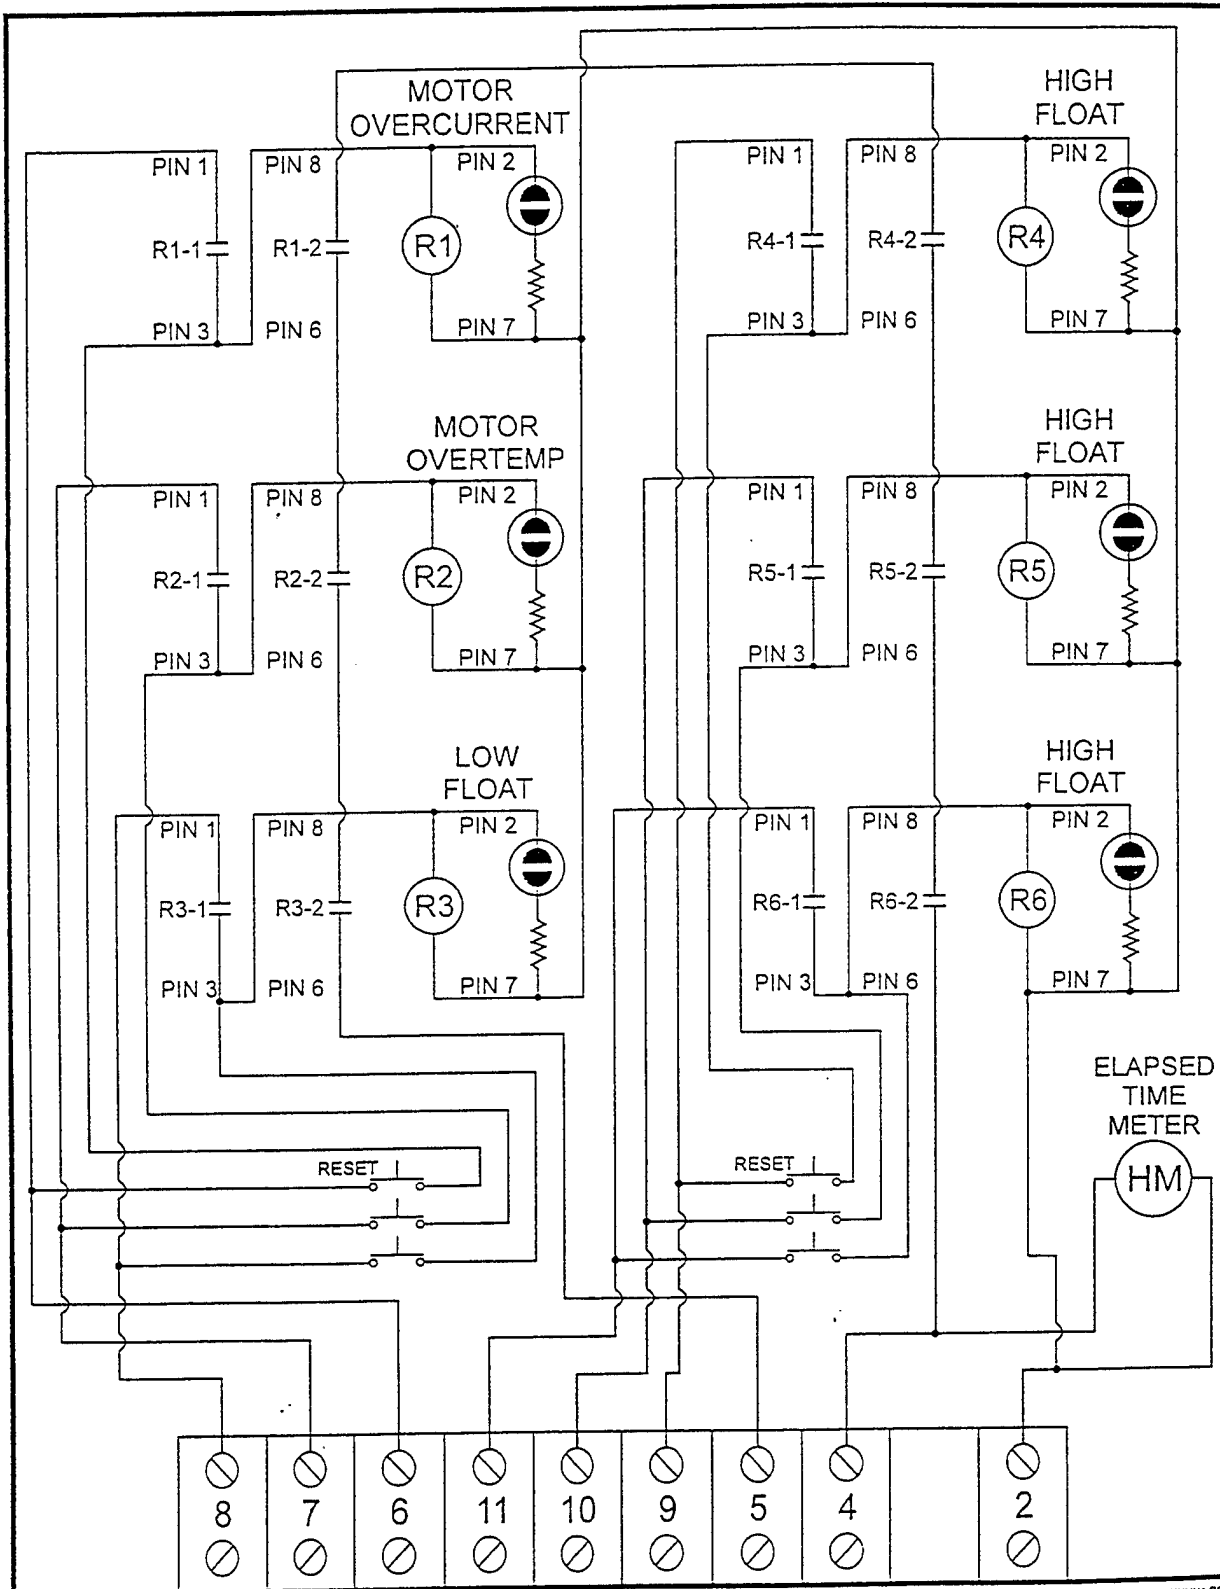 MOTOR
OVERCURRENT
HIGH
FLOAT
PIN 1
PIN 8
PIN 2
PIN 1
PIN 8
PIN 2
R1-1
R1-2
R1
R4-1
R4-2
R4
PIN 3
PIN 6
PIN 7
PIN 3
PIN 6
PIN 7
MOTOR
OVERTEMP
HIGH
FLOAT
PIN 1
PIN 8
PIN 2
PIN 1
PIN 8
PIN 2
R2-1
R2-2
R2
R5-1
R5-2
R5
PIN 3
PIN 6
PIN 7
PIN 3
PIN 6
PIN 7
LOW
FLOAT
HIGH
FLOAT
PIN 1
PIN 8
PIN 2
PIN 1
PIN 8
PIN 2
R3-1
R3-2
R3
R6-1
R6-2
R6
PIN 3
PIN 6
PIN 7
PIN 3
PIN 6
PIN 7
ELAPSED
TIME
METER
HM
RESET
RESET
8
7
6
11
10
9
5
4
2